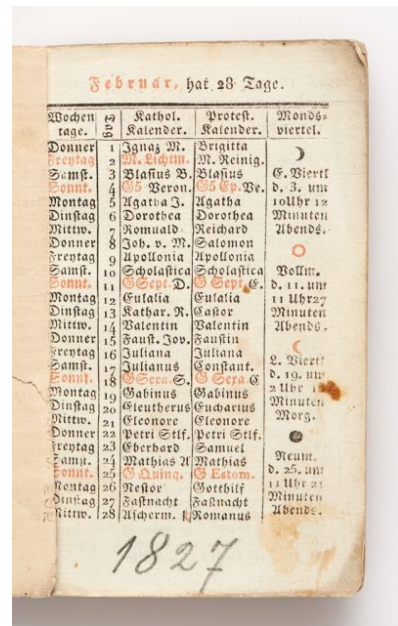 Februar, hat 28 Tage.
Wochen tage. Tag Kathol. Kalender. Protest. Kalender. Monds- viertel.
Donner 1 Ignaz M. Brigitta
Freytag 2 M. Lichtm. M. Reinig.
Samst. 3 Blasius B. Blasius E. Viertl
Sonnt. 4 G5 Veron. G5 Ep. Ve. d. 3. um
Montag 5 Agatha J. Agatha 10Uhr 12
Dinstag 6 Dorothea Dorothea Minuten
Mittw. 7 Romuald Reichard Abends.
Donner 8 Joh. v. M. Salomon
Freytag 9 Apollonia Apollonia
Samst. 10 Scholastica Scholastica Vollm.
Sonnt. 11 G Sept. D. G Sept. E. d. 11. um
Montag 12 Eulalia Eulalia 11 Uhr27
Dinstag 13 Kathar. R. Castor Minuten
Mittw. 14 Valentin Valentin Abends.
Donner 15 Faust. Jov. Faustin
Freytag 16 Juliana Juliana
Samst. 17 Julianus Constant. L. Viertl
Sonnt. 18 G Sexa. S. G Sexa d. 19. um
Montag 19 Gabinus Gabinus 2 Uhr
Dinstag 20 Eleutherus Eucharius Minuten
Mittw. 21 Eleonore Eleonore Morg.
Donner 22 Petri Stlf. Petri Stlf.
Freytag 23 Eberhard Samuel
Samst. 24 Mathias A Mathias Neum.
Sonnt. 25 G Quinq. G Estom. d. 25. um
Montag 26 Nestor Gotthilf 11 Uhr
Dinstag 27 Fastnacht Fastnacht Minuten
Mittw. 28 Ascherm. Romanus Abends.
1827